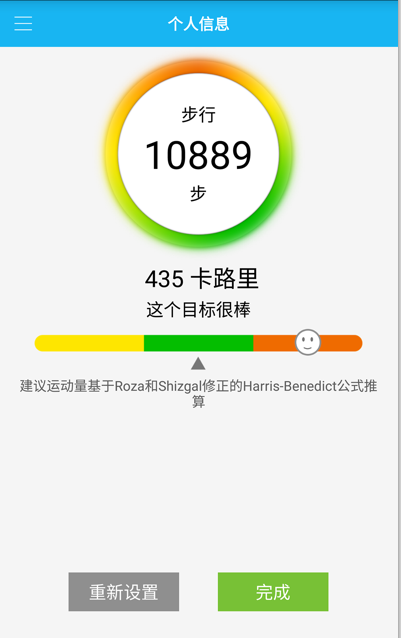 个人信息
步行
10889
步
435 卡路里
这个目标很棒
建议运动量基于Roza和Shizgal修正的Harris-Benedict公式推
算
重新设置
完成